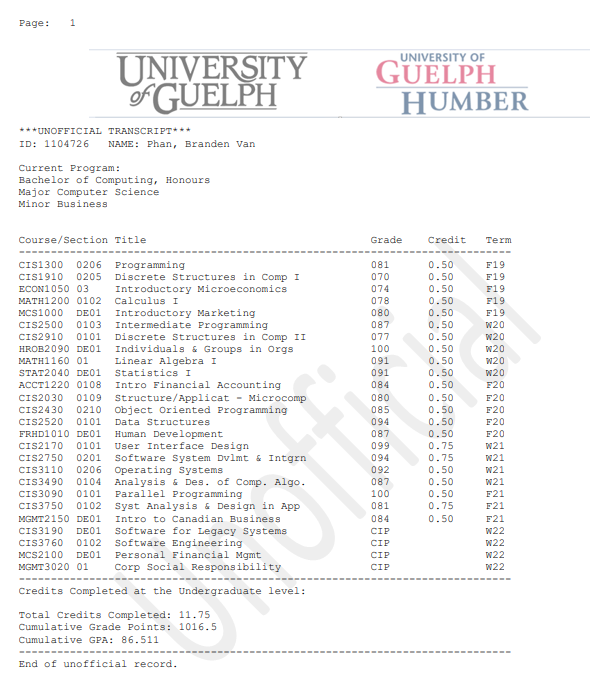 Page: 1
UNIVERSITY
of GUELPH
UNIVERSITY OF
GUELPH
HUMBER
***UNOFFICIAL TRANSCRIPT***
ID: 1104726 NAME: Phan, Branden Van
Current Program:
Bachelor of Computing, Honours
Major Computer Science
Minor Business
Course/Section Title Grade Credit Term
CIS1300 0206 Programming 081 0.50 F19
CIS1910 0205 Discrete Structures in Comp I 070 0.50 F19
ECON1050 03 Introductory Microeconomics 074 0.50 F19
MATH1200 0102 Calculus I 078 0.50 F19
MCS1000 DE01 Introductory Marketing 080 0.50 F19
CIS2500 0103 Intermediate Programming 087 0.50 W20
CIS2910 0101 Discrete Structures in Comp II 077 0.50 W20
HROB2090 DE01 Individuals & Groups in Orgs 100 0.50 W20
MATH1160 01 Linear Algebra I 091 0.50 W20
STAT2040 DE01 Statistics I 091 0.50 W20
ACCT1220 0108 Intro Financial Accounting 084 0.50 F20
CIS2030 0109 Structure/Applicat - Microcomp 080 0.50 F20
CIS2430 0210 Object Oriented Programming 085 0.50 F20
CIS2520 0101 Data Structures 094 0.50 F20
FRHD1010 DE01 Human Development 087 0.50 F20
CIS2170 0101 User Interface Design 099 0.75 W21
CIS2750 0201 Software System Dvlmt & Intgrn 094 0.75 W21
CIS3110 0206 Operating Systems 092 0.50 W21
CIS3490 0104 Analysis & Des. of Comp. Algo. 087 0.50 W21
CIS3090 0101 Parallel Programming 100 0.50 F21
CIS3750 0102 Syst Analysis & Design in App 081 0.75 F21
MGMT2150 DE01 Intro to Canadian Business 084 0.50 F21
CIS3190 DE01 Software for Legacy Systems CIP W22
CIS3760 0102 Software Engineering CIP W22
MCS2100 DE01 Personal Financial Mgmt CIP W22
MGMT3020 01 Corp Social Responsibility CIP W22
Credits Completed at the Undergraduate level:
Total Credits Completed: 11.75
Cumulative Grade Points: 1016.5
Cumulative GPA: 86.511
End of unofficial record.
Unofficial